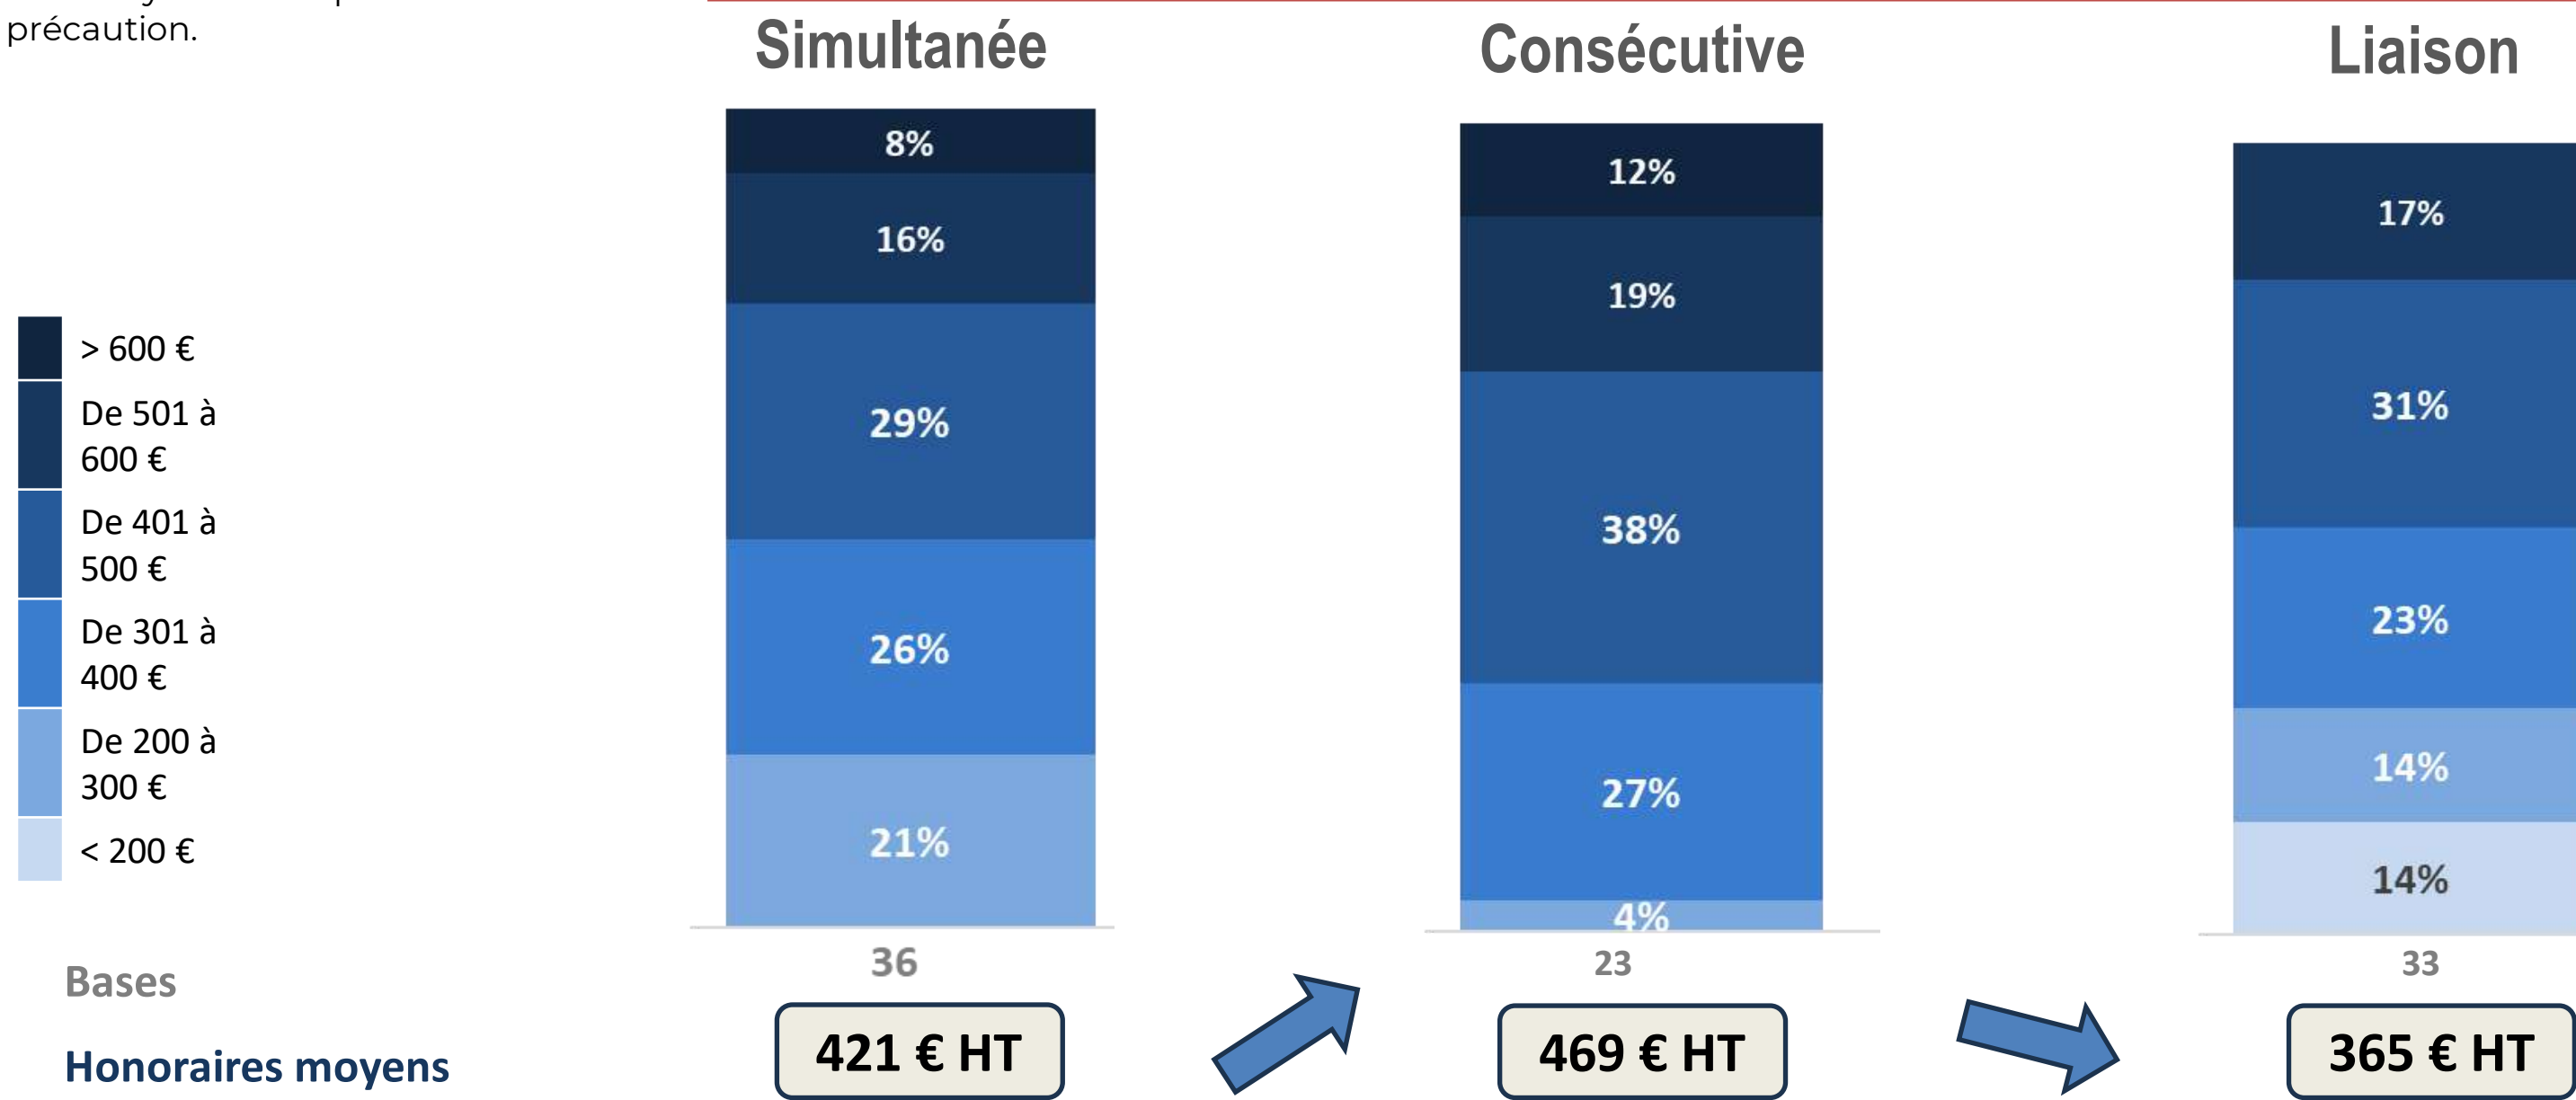 précaution.
Simultanée
Consécutive
Liaison
> 600 €
De 501 à
600 €
De 401 à
500 €
De 301 à
400 €
De 200 à
300 €
< 200 €
8%
16%
29%
26%
21%
12%
19%
38%
27%
4%
17%
31%
23%
14%
14%
Bases
36
23
33
Honoraires moyens
421 € HT
469 € HT
365 € HT